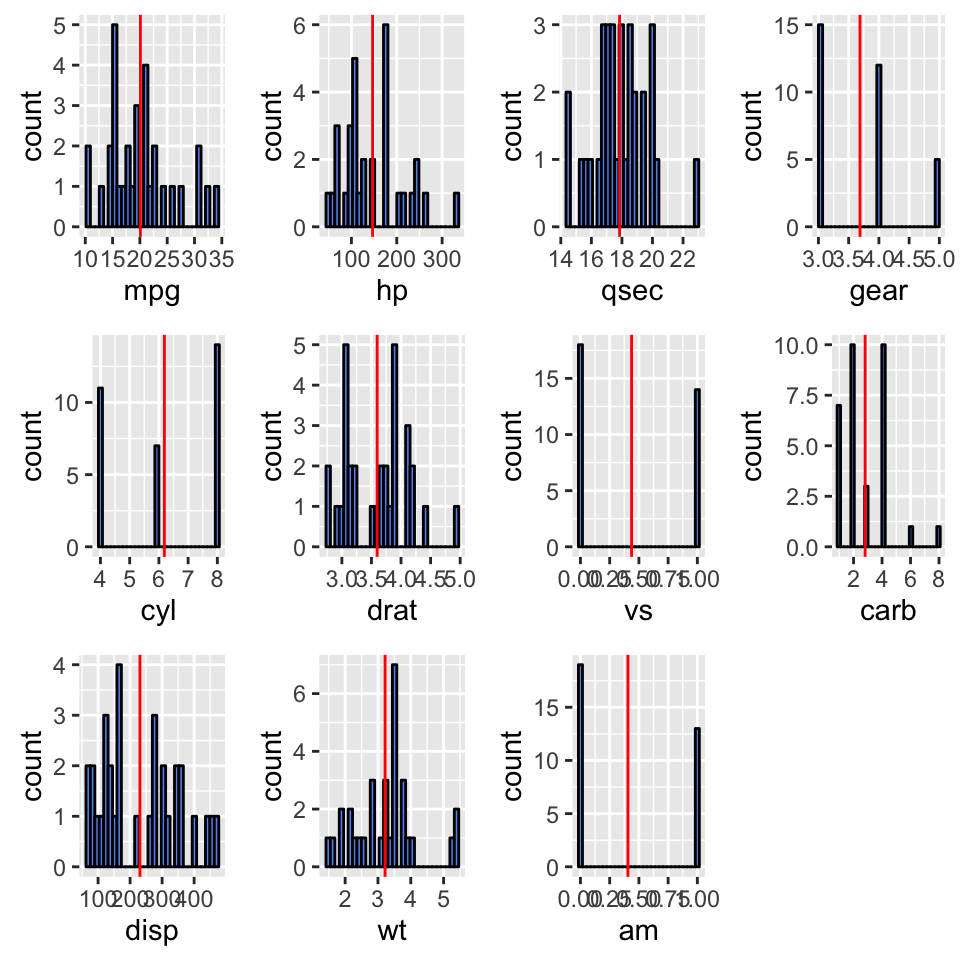 5
4
3
2
1
0
count
10 15 20 25 30 35
mpg
6
4
2
0
count
100 200 300
hp
3
2
1
0
count
14 16 18 20 22
qsec
15
10
5
0
count
3.0 3.5 4.0 4.5 5.0
gear
10
5
0
count
4 5 6 7 8
cyl
5
4
3
2
1
0
count
3.0 3.5 4.0 4.5 5.0
drat
15
10
5
0
count
0.00 0.25 0.50 0.75 1.00
vs
10.0
7.5
5.0
2.5
0.0
count
2 4 6 8
carb
4
3
2
1
0
count
100 200 300 400
disp
6
4
2
0
count
2 3 4 5
wt
15
10
5
0
count
0.00 0.25 0.50 0.75 1.00
am